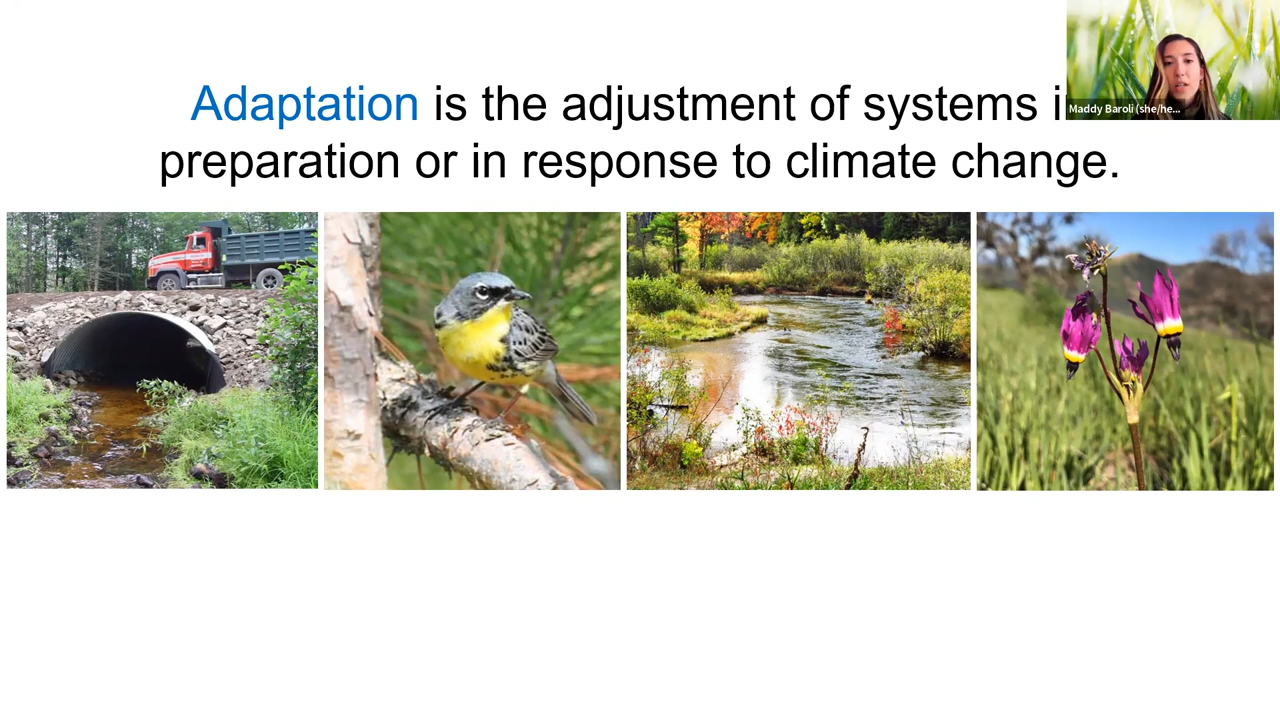 Adaptation is the adjustment of systems i
preparation or in response to climate change.
Maddy Baroli (she/he...